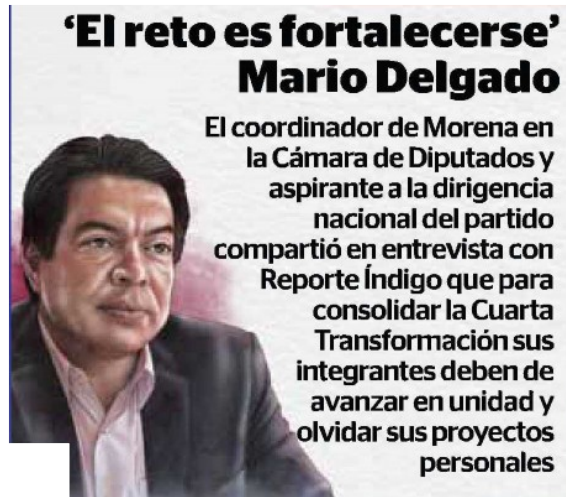 ‘El reto es fortalecerse’
Mario Delgado
El coordinador de Morena en
la Cámara de Diputados y
aspirante a la dirigencia
nacional del partido
compartió en entrevista con
Reporte Índigo que para
consolidar la Cuarta
Transformación sus
integrantes deben de
avanzar en unidad y
olvidar sus proyectos
personales